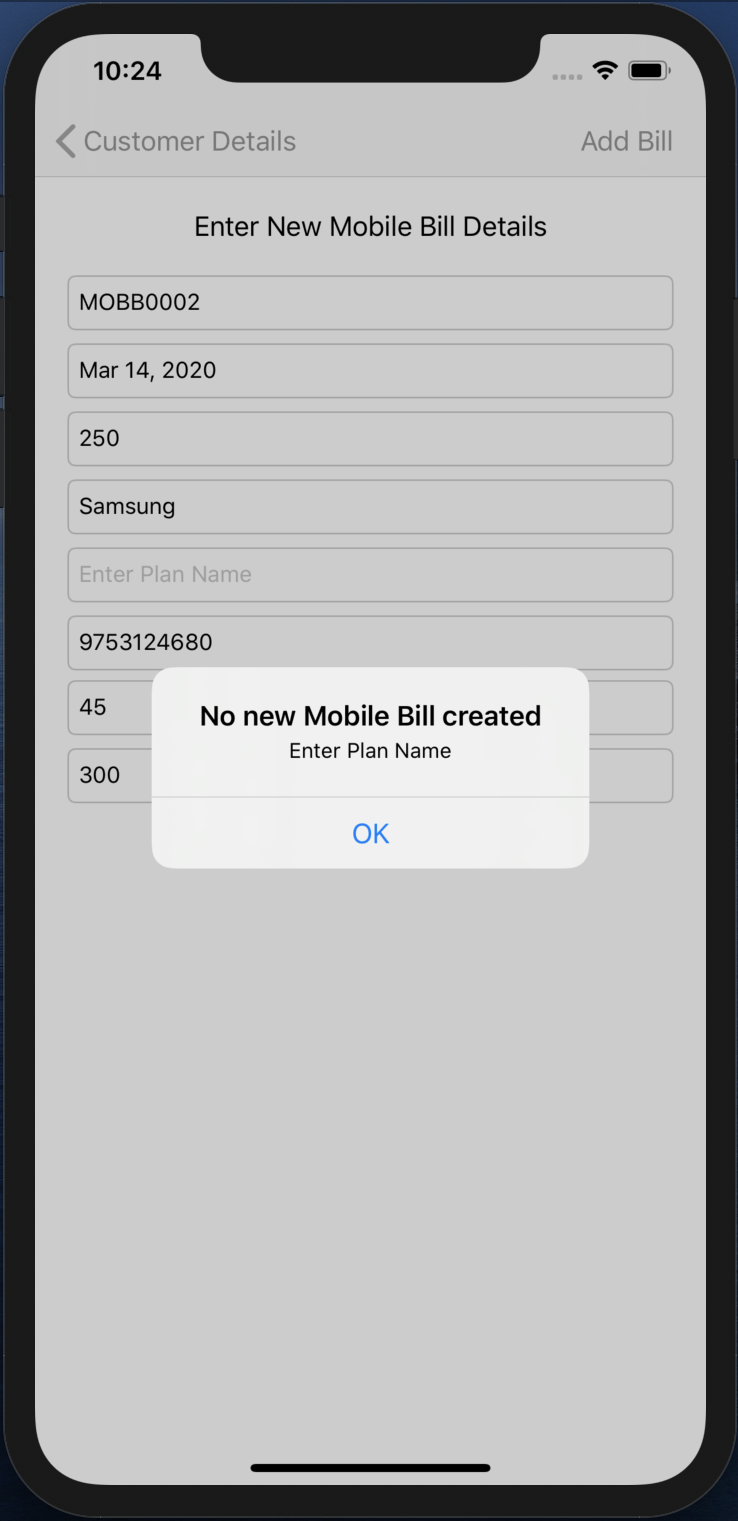 10:24
Customer Details
Add Bill
Enter New Mobile Bill Details
MOBB0002
Mar 14, 2020
250
Samsung
Enter Plan Name
9753124680
45
300
No new Mobile Bill created
Enter Plan Name
OK